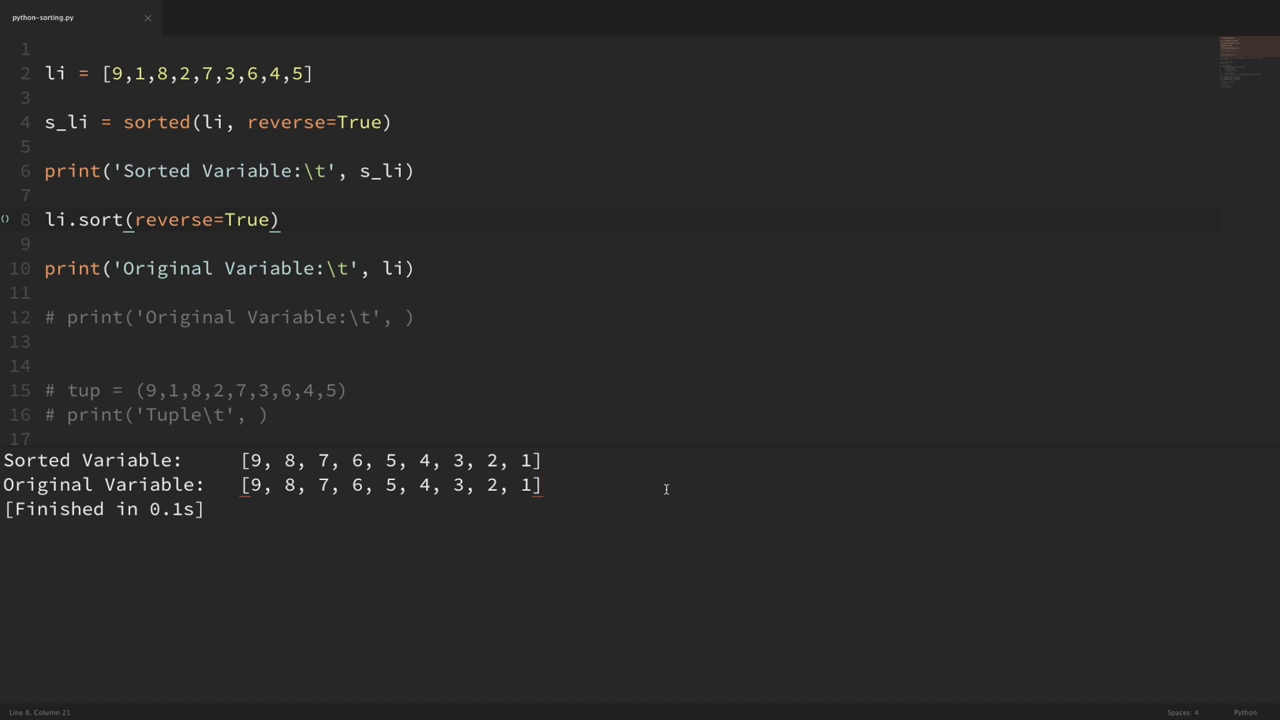 python-sorting.py ×
1
2 li = [9,1,8,2,7,3,6,4,5]
3
4 s_li = sorted(li, reverse=True)
5
6 print('Sorted Variable:\t', s_li)
7
() 8 li.sort(reverse=True)
9
10 print('Original Variable:\t', li)
11
12 # print('Original Variable:\t', )
13
14
15 # tup = (9,1,8,2,7,3,6,4,5)
16 # print('Tuple\t', )
17
Sorted Variable: [9, 8, 7, 6, 5, 4, 3, 2, 1]
Original Variable: [9, 8, 7, 6, 5, 4, 3, 2, 1]
[Finished in 0.1s]
Line 8, Column 21 Spaces: 4 Python